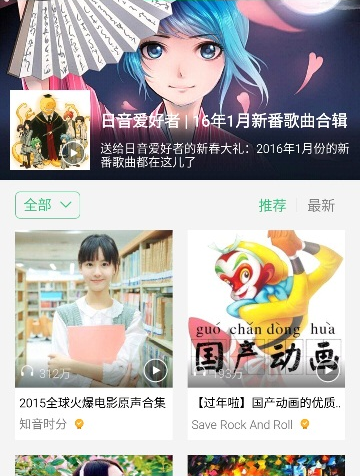 日音爱好者 | 16年1月新番歌曲合辑
送给日音爱好者的新春大礼：2016年1月份的新
番歌曲都在这儿了
全部
推荐
最新
guó chǎn dòng huà
国产动画
312万
193万
2015全球火爆电影原声合集
【过年啦】国产动画的优质..
知音时分
Save Rock And Roll